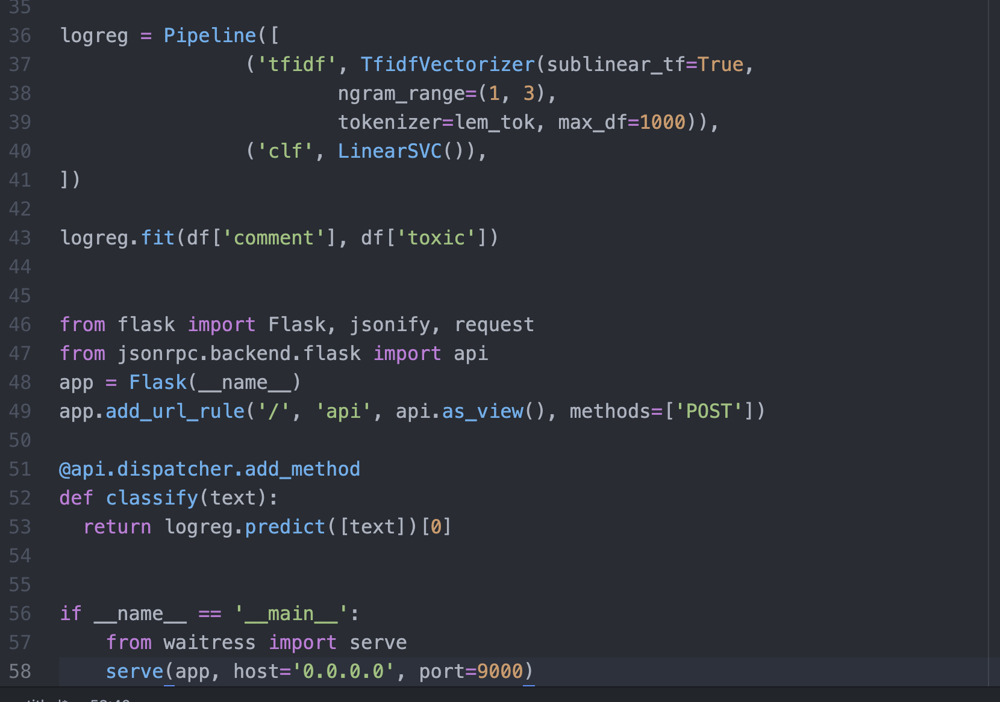 35
36 logreg = Pipeline([
37 ('tfidf', TfidfVectorizer(sublinear_tf=True,
38 ngram_range=(1, 3),
39 tokenizer=lem_tok, max_df=1000)),
40 ('clf', LinearSVC()),
41 ])
42
43 logreg.fit(df['comment'], df['toxic'])
44
45
46 from flask import Flask, jsonify, request
47 from jsonrpc.backend.flask import api
48 app = Flask(__name__)
49 app.add_url_rule('/', 'api', api.as_view(), methods=['POST'])
50
51 @api.dispatcher.add_method
52 def classify(text):
53 return logreg.predict([text])[0]
54
55
56 if __name__ == '__main__':
57 from waitress import serve
58 serve(app, host='0.0.0.0', port=9000)